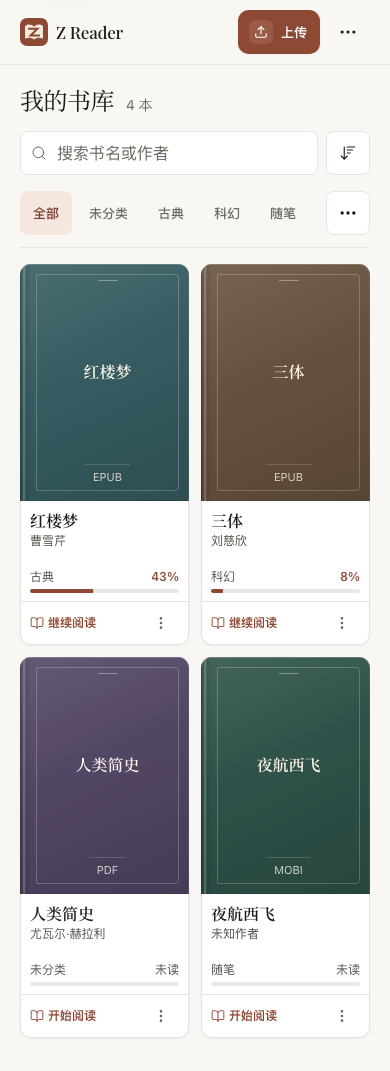 Z Reader
上传
我的书库 4 本
搜索书名或作者
全部 未分类 古典 科幻 随笔
红楼梦
EPUB
红楼梦
曹雪芹
古典 43%
继续阅读
三体
EPUB
三体
刘慈欣
科幻 8%
继续阅读
人类简史
PDF
人类简史
尤瓦尔·赫拉利
未分类 未读
开始阅读
夜航西飞
MOBI
夜航西飞
未知作者
随笔 未读
开始阅读